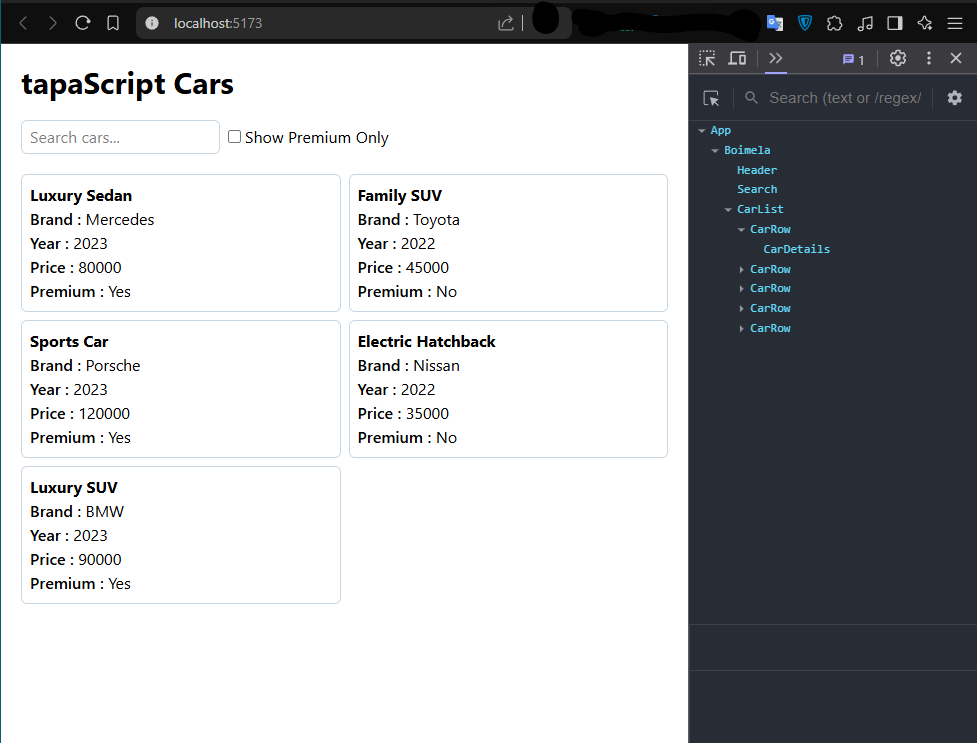 localhost:5173
tapaScript Cars
Search cars...
Show Premium Only
Luxury Sedan
Brand : Mercedes
Year : 2023
Price : 80000
Premium : Yes
Family SUV
Brand : Toyota
Year : 2022
Price : 45000
Premium : No
Sports Car
Brand : Porsche
Year : 2023
Price : 120000
Premium : Yes
Electric Hatchback
Brand : Nissan
Year : 2022
Price : 35000
Premium : No
Luxury SUV
Brand : BMW
Year : 2023
Price : 90000
Premium : Yes
1
Search (text or /regex/
App
Boimela
Header
Search
CarList
CarRow
CarDetails
CarRow
CarRow
CarRow
CarRow